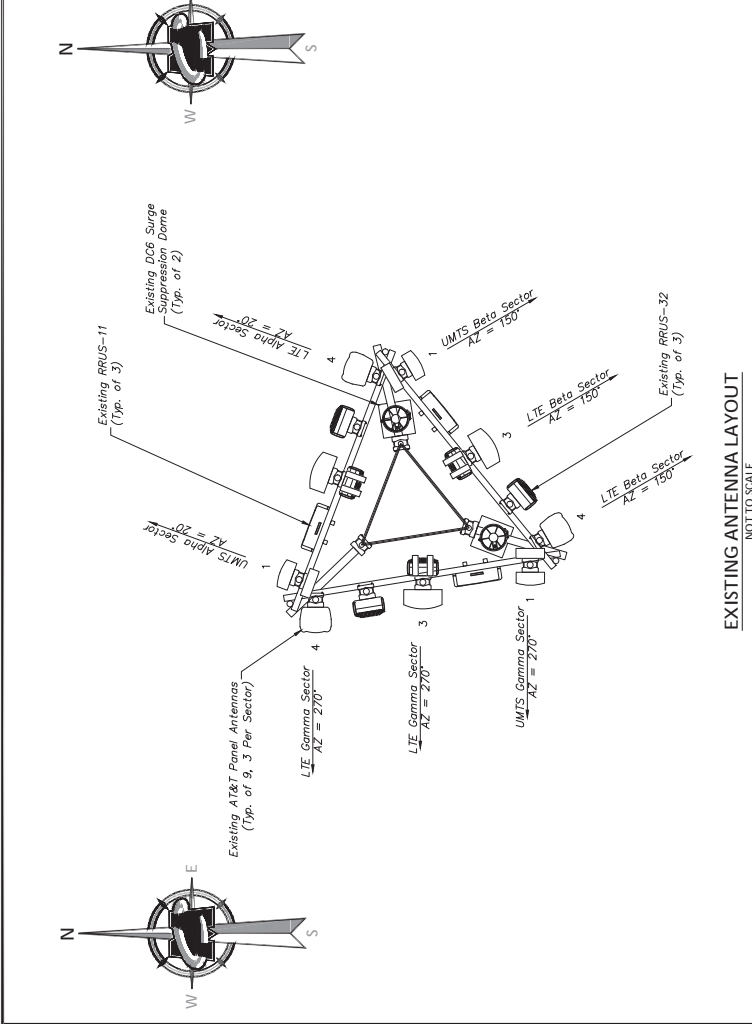 N
W
S
Existing DC6 Surge
Suppression Dome
(Typ. of 2)
Existing RRUS-11
(Typ. of 3)
LTE Alpha Sector
AZ = 20°
UMTS Alpha Sector
AZ = 20°
4
1
1
3
4
4
3
1
UMTS Beta Sector
AZ = 150°
LTE Beta Sector
AZ = 150°
LTE Beta Sector
AZ = 150°
Existing RRUS-32
(Typ. of 3)
Existing AT&T Panel Antennas
(Typ. of 9, 3 Per Sector)
LTE Gamma Sector
AZ = 270°
LTE Gamma Sector
AZ = 270°
UMTS Gamma Sector
AZ = 270°
N
W
E
S
EXISTING ANTENNA LAYOUT
NOT TO SCALE